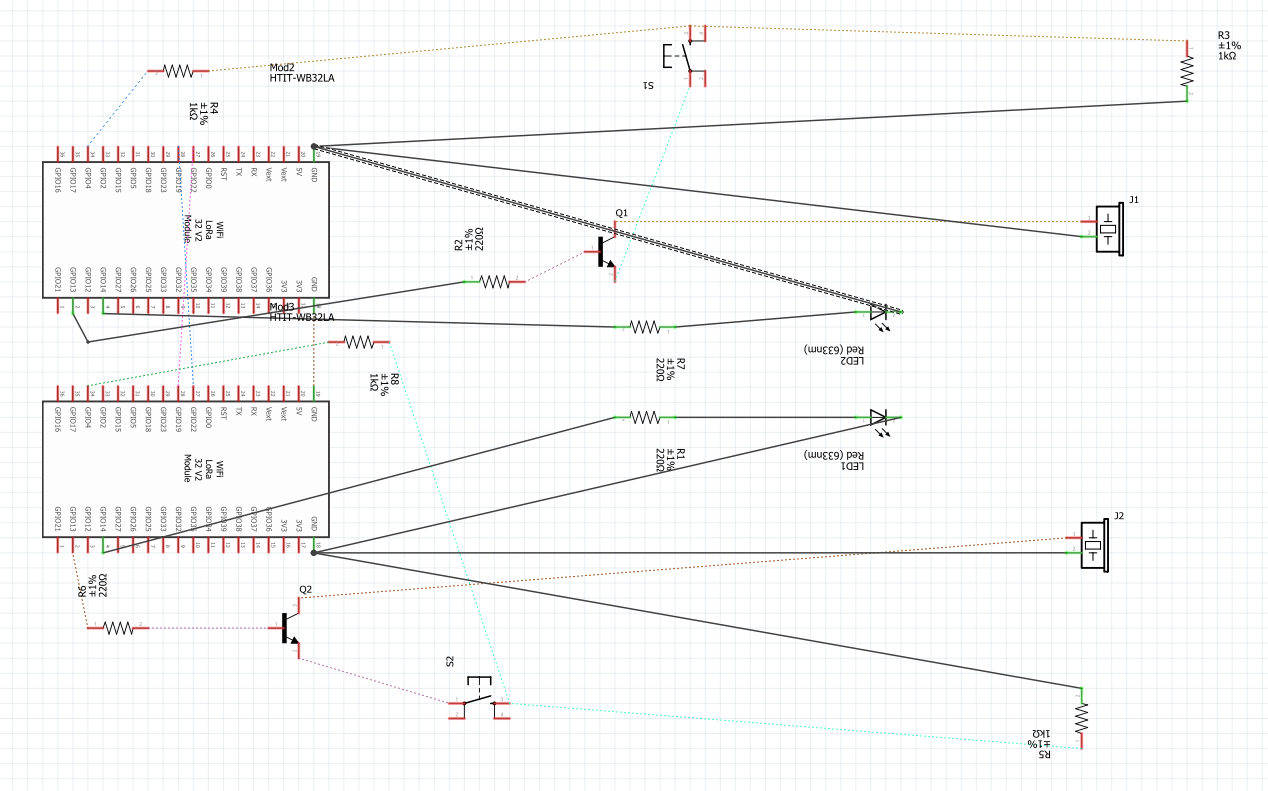 R3
±1%
1kΩ
Mod2
HTIT-WB32LA
S1
R4
±1%
1kΩ
GPIO16
GPIO17
GPIO4
GPIO2
GPIO15
GPIO5
GPIO18
GPIO23
GPIO19
GPIO22
GPIO0
RST
TX
RX
Vext
Vext
5V
GND
WiFi
LoRa
32 V2
Module
GPIO21
GPIO13
GPIO12
GPIO14
GPIO27
GPIO26
GPIO25
GPIO33
GPIO32
GPIO35
GPIO34
GPIO39
GPIO38
GPIO37
GPIO36
3V3
3V3
GND
J1
Q1
R2
±1%
220Ω
Mod3
HTIT-WB32LA
LED2
Red (633nm)
R7
±1%
220Ω
R8
±1%
1kΩ
GPIO16
GPIO17
GPIO4
GPIO2
GPIO15
GPIO5
GPIO18
GPIO23
GPIO19
GPIO22
GPIO0
RST
TX
RX
Vext
Vext
5V
GND
WiFi
LoRa
32 V2
Module
GPIO21
GPIO13
GPIO12
GPIO14
GPIO27
GPIO26
GPIO25
GPIO33
GPIO32
GPIO35
GPIO34
GPIO39
GPIO38
GPIO37
GPIO36
3V3
3V3
GND
R1
±1%
220Ω
LED1
Red (633nm)
J2
R6
±1%
220Ω
Q2
S2
R5
±1%
1kΩ